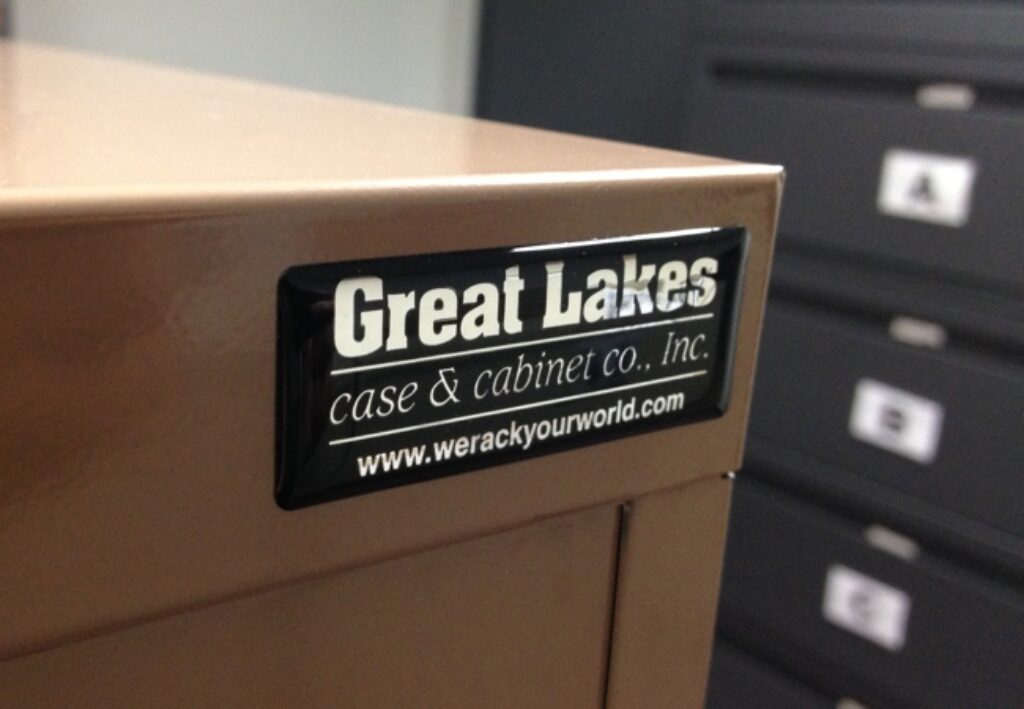 Great Lakes
case & cabinet co., Inc.
www.werackyourworld.com
A
B
C